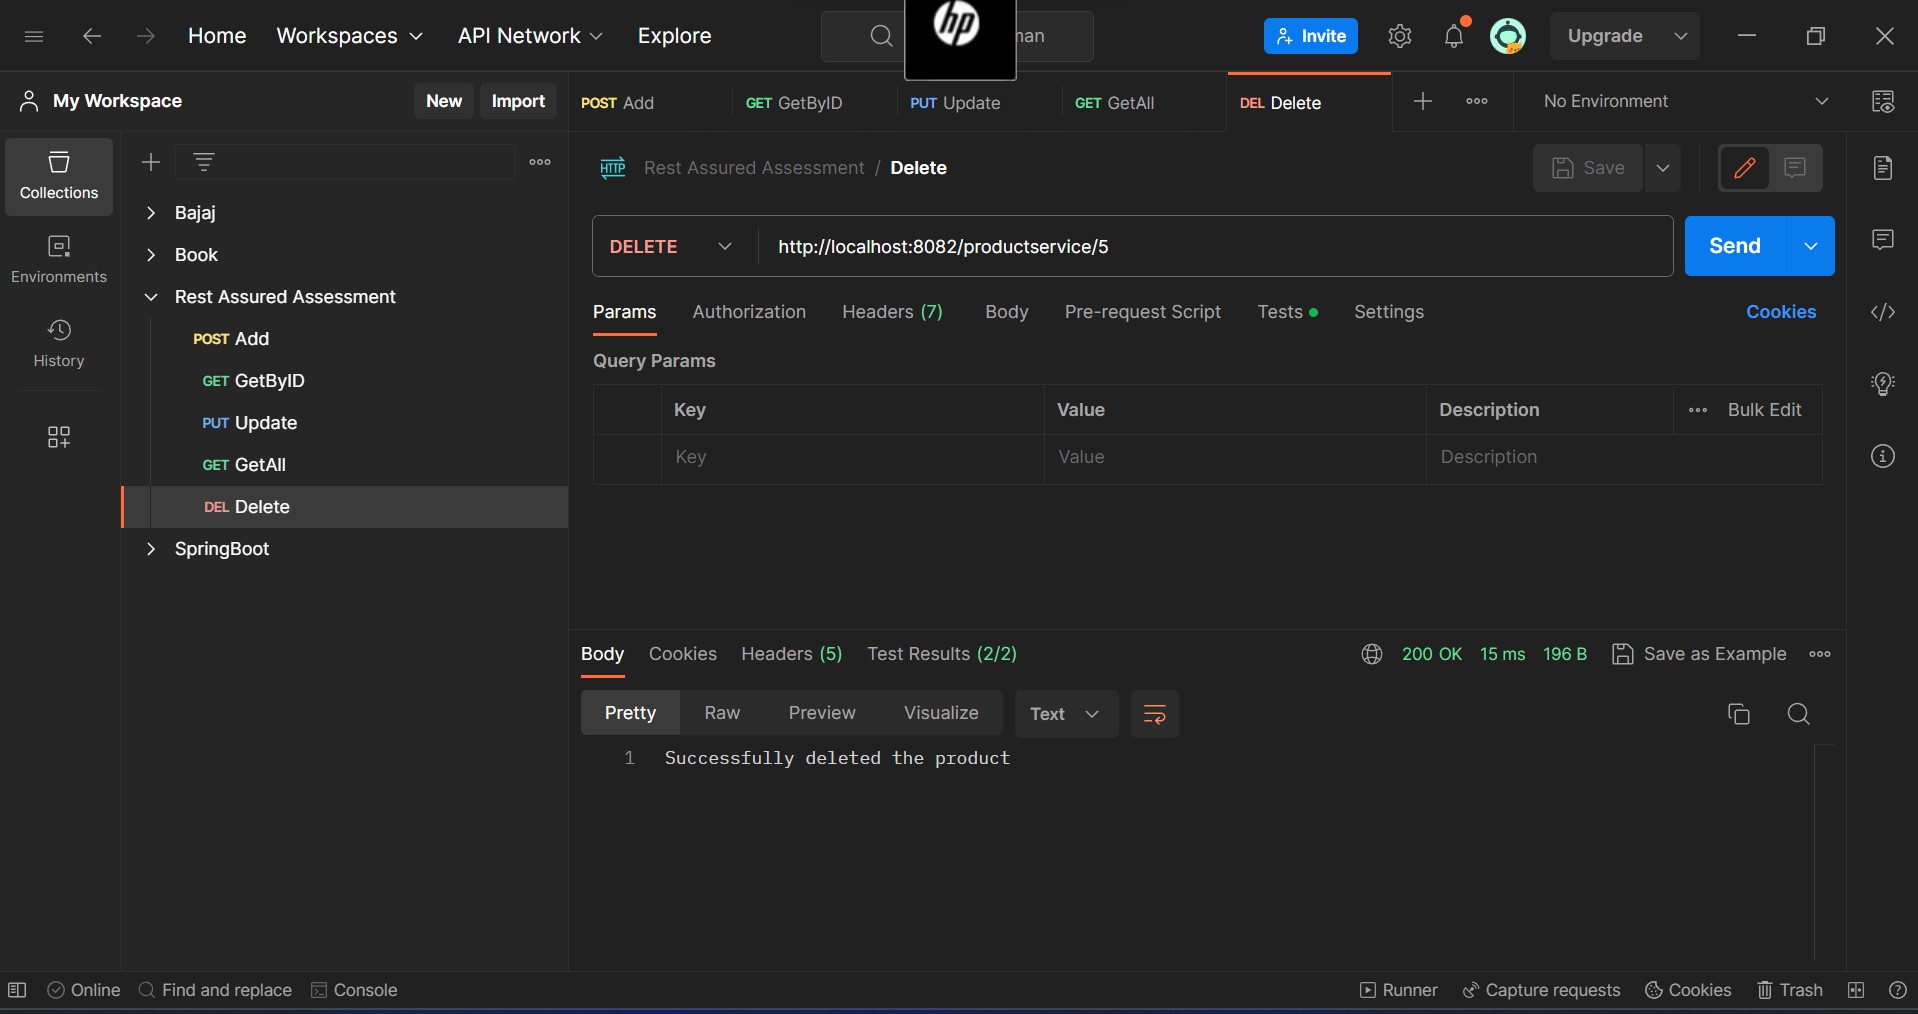 Home Workspaces API Network Explore man Invite Upgrade
hp
My Workspace New Import POST Add GET GetByID PUT Update GET GetAll DEL Delete No Environment
Collections
Environments
History
Bajaj
Book
Rest Assured Assessment
POST Add
GET GetByID
PUT Update
GET GetAll
DEL Delete
SpringBoot
HTTP Rest Assured Assessment / Delete Save
DELETE http://localhost:8082/productservice/5 Send
Params Authorization Headers (7) Body Pre-request Script Tests Settings Cookies
Query Params
Key Value Description Bulk Edit
Key Value Description
Body Cookies Headers (5) Test Results (2/2) 200 OK 15 ms 196 B Save as Example
Pretty Raw Preview Visualize Text
1 Successfully deleted the product
Online Find and replace Console Runner Capture requests Cookies Trash